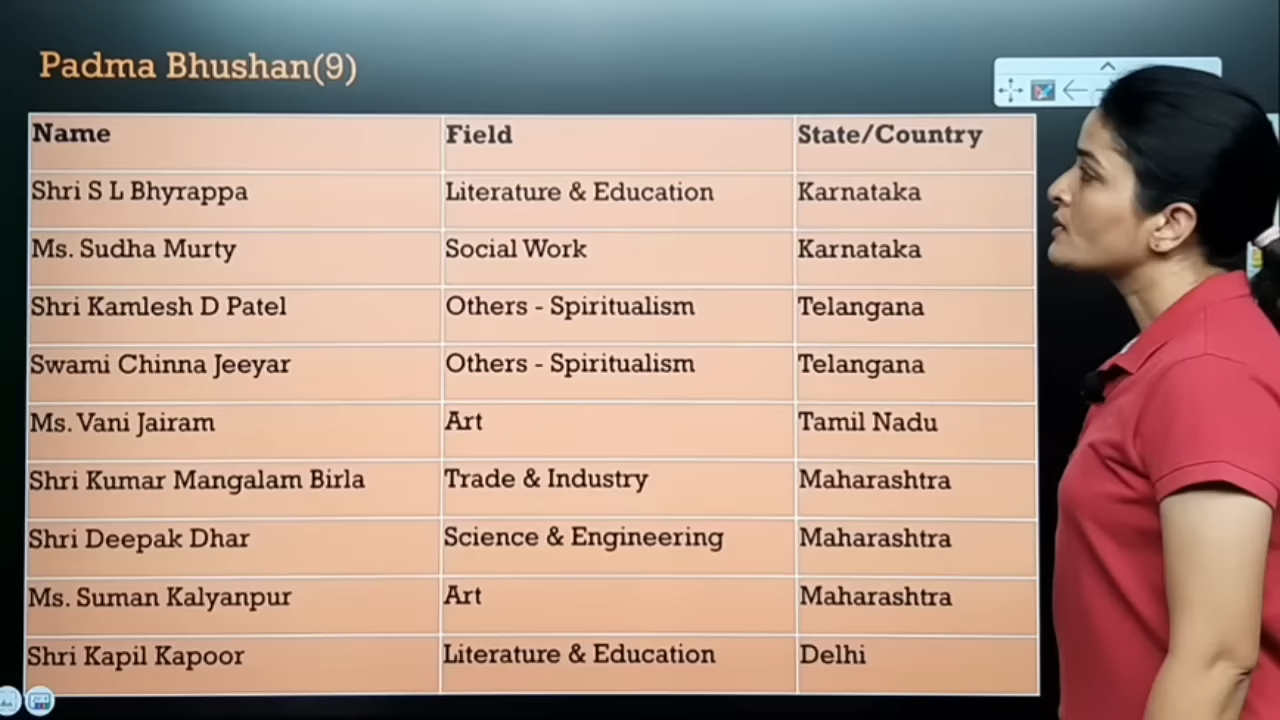 Padma Bhushan(9)
Name Field State/Country
Shri S L Bhyrappa Literature & Education Karnataka
Ms. Sudha Murty Social Work Karnataka
Shri Kamlesh D Patel Others - Spiritualism Telangana
Swami Chinna Jeeyar Others - Spiritualism Telangana
Ms. Vani Jairam Art Tamil Nadu
Shri Kumar Mangalam Birla Trade & Industry Maharashtra
Shri Deepak Dhar Science & Engineering Maharashtra
Ms. Suman Kalyanpur Art Maharashtra
Shri Kapil Kapoor Literature & Education Delhi